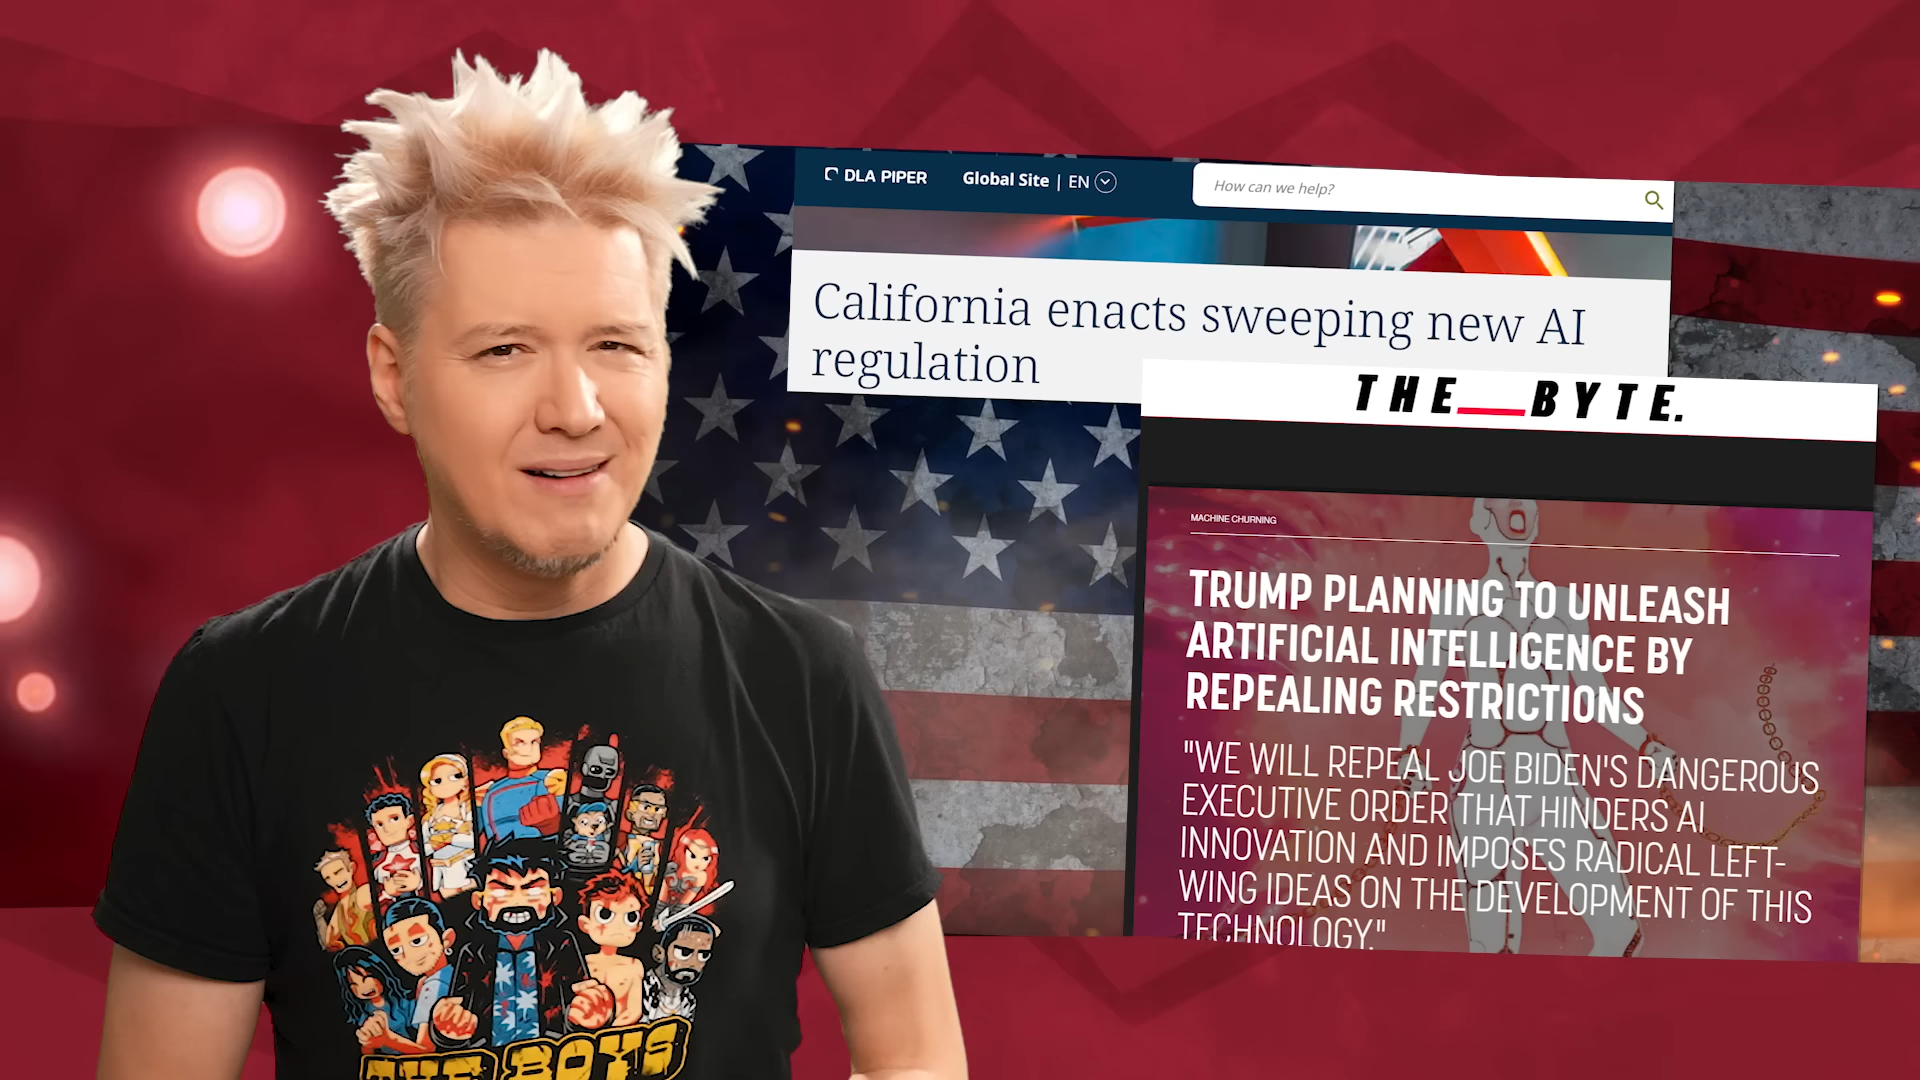 DLA PIPER
Global Site | EN
How can we help?
California enacts sweeping new AI
regulation
THE__BYTE.
MACHINE CHURNING
TRUMP PLANNING TO UNLEASH
ARTIFICIAL INTELLIGENCE BY
REPEALING RESTRICTIONS
"WE WILL REPEAL JOE BIDEN'S DANGEROUS
EXECUTIVE ORDER THAT HINDERS AI
INNOVATION AND IMPOSES RADICAL LEFT-
WING IDEAS ON THE DEVELOPMENT OF THIS
TECHNOLOGY."
THE BOYS